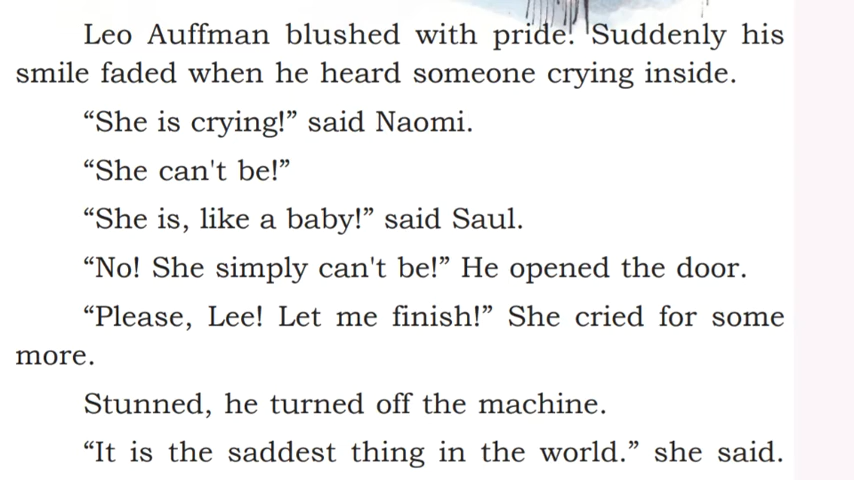 Leo Auffman blushed with pride. Suddenly his
smile faded when he heard someone crying inside.
“She is crying!” said Naomi.
“She can't be!”
“She is, like a baby!” said Saul.
“No! She simply can't be!” He opened the door.
“Please, Lee! Let me finish!” She cried for some
more.
Stunned, he turned off the machine.
“It is the saddest thing in the world.” she said.